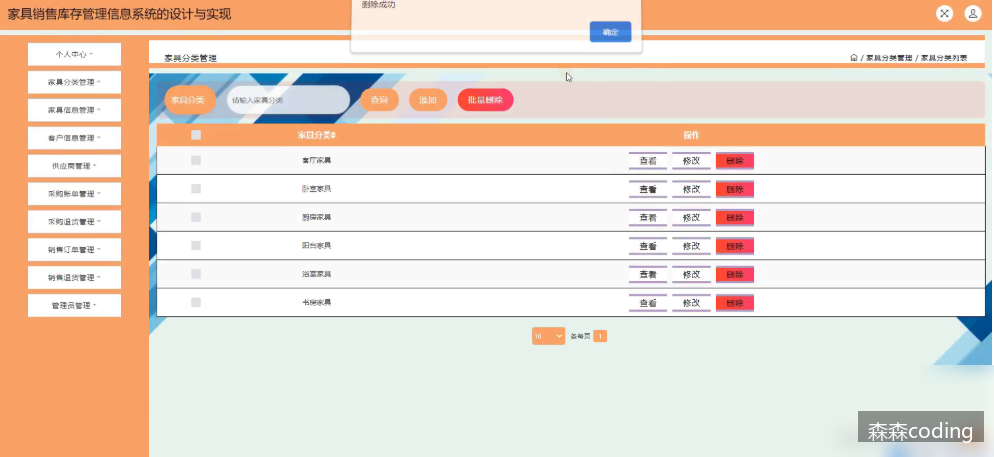 家具销售库存管理信息系统的设计与实现
删除成功
确定
个人中心
家具分类管理
家具信息管理
客户信息管理
供应商管理
采购账单管理
采购退货管理
销售订单管理
销售退货管理
管理员管理
家具分类管理
/ 家具分类管理 / 家具分类列表
家具分类 请输入家具分类 查询 添加 批量删除
家具分类 操作
客厅家具 查看 修改 删除
卧室家具 查看 修改 删除
厨房家具 查看 修改 删除
阳台家具 查看 修改 删除
浴室家具 查看 修改 删除
书房家具 查看 修改 删除
10 条每页 1
森森coding